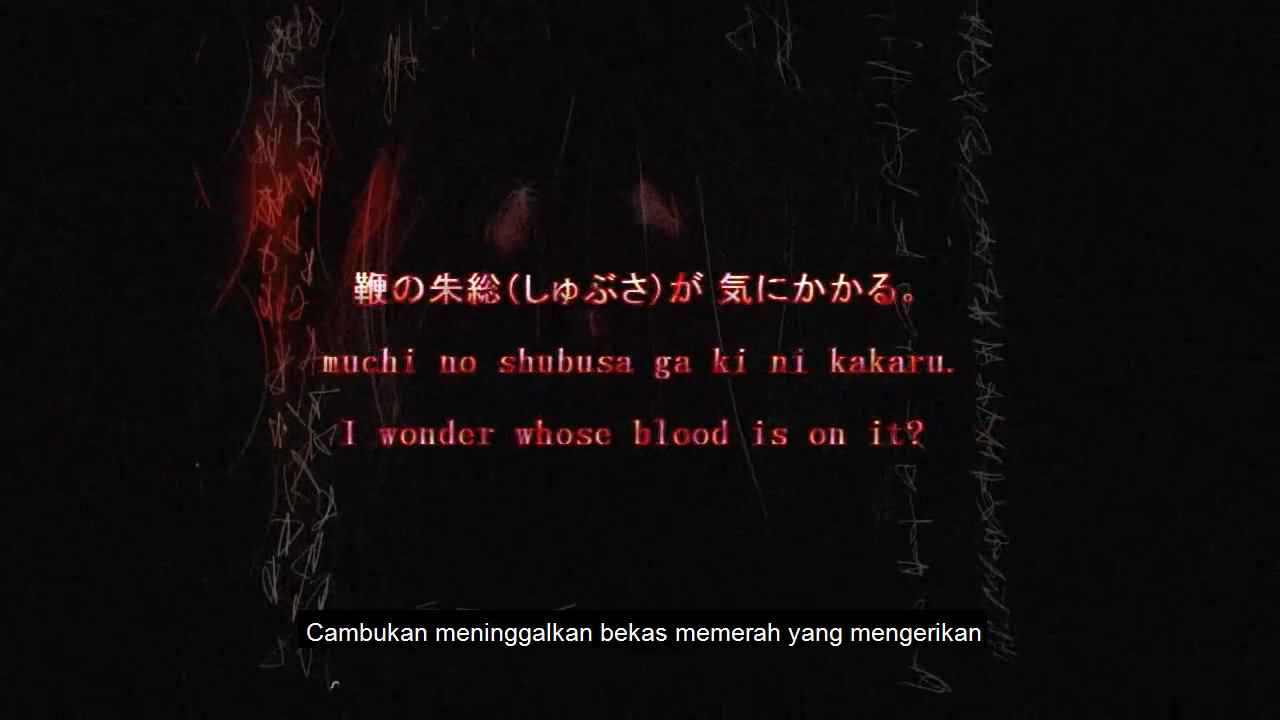 鞭の朱総(しゅぶさ)が 気にかかる。
muchi no shubusa ga ki ni kakaru.
I wonder whose blood is on it?
Cambukan meninggalkan bekas memerah yang mengerikan